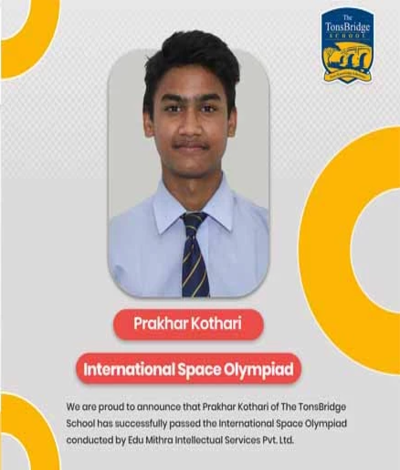 The
TonsBridge
SCHOOL
Prakhar Kothari
International Space Olympiad
We are proud to announce that Prakhar Kothari of The TonsBridge
School has successfully passed the International Space Olympiad
conducted by Edu Mithra Intellectual Services Pvt. Ltd.